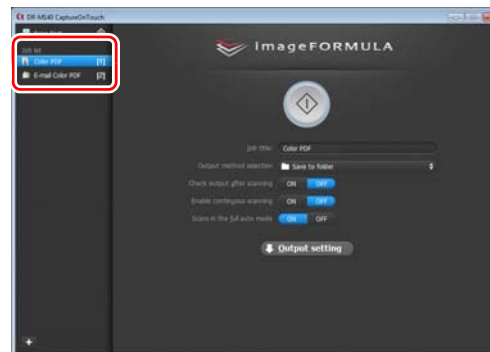 DR-M140 CaptureOnTouch
Job list
Color PDF [1]
E-mail Color PDF [2]
imageFORMULA
Job title: Color PDF
Output method selection: Save to folder
Check output after scanning ON OFF
Enable continuous scanning ON OFF
Scans in the full auto mode ON OFF
Output setting
+